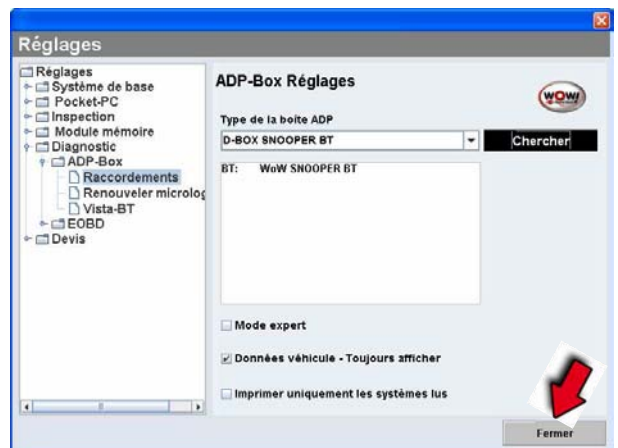 Réglages
Réglages
Système de base
Pocket-PC
Inspection
Module mémoire
Diagnostic
ADP-Box
Raccordements
Renouveler microlog
Vista-BT
EOBD
Devis
ADP-Box Réglages
WOW!
Type de la boîte ADP
D-BOX SNOOPER BT
Chercher
BT: WoW SNOOPER BT
Mode expert
Données véhicule - Toujours afficher
Imprimer uniquement les systèmes lus
Fermer